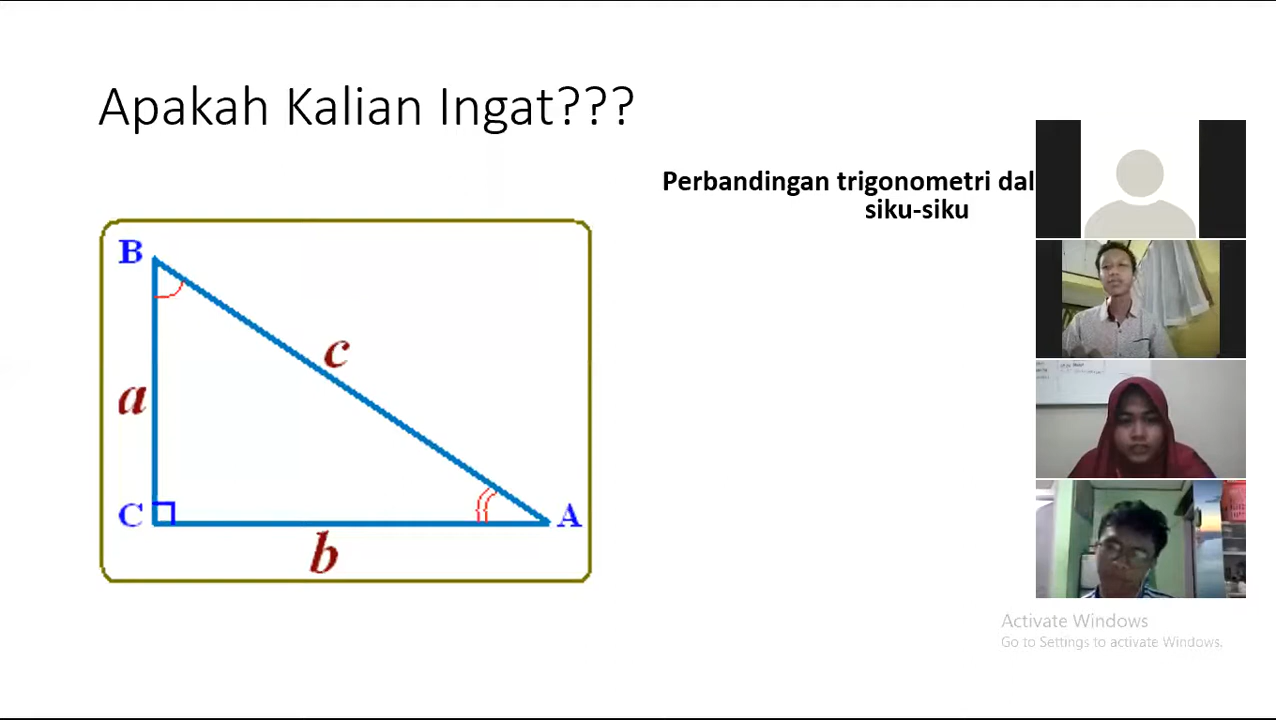 Apakah Kalian Ingat???
Perbandingan trigonometri dal
siku-siku
B
c
a
C
A
b
Activate Windows
Go to Settings to activate Windows.